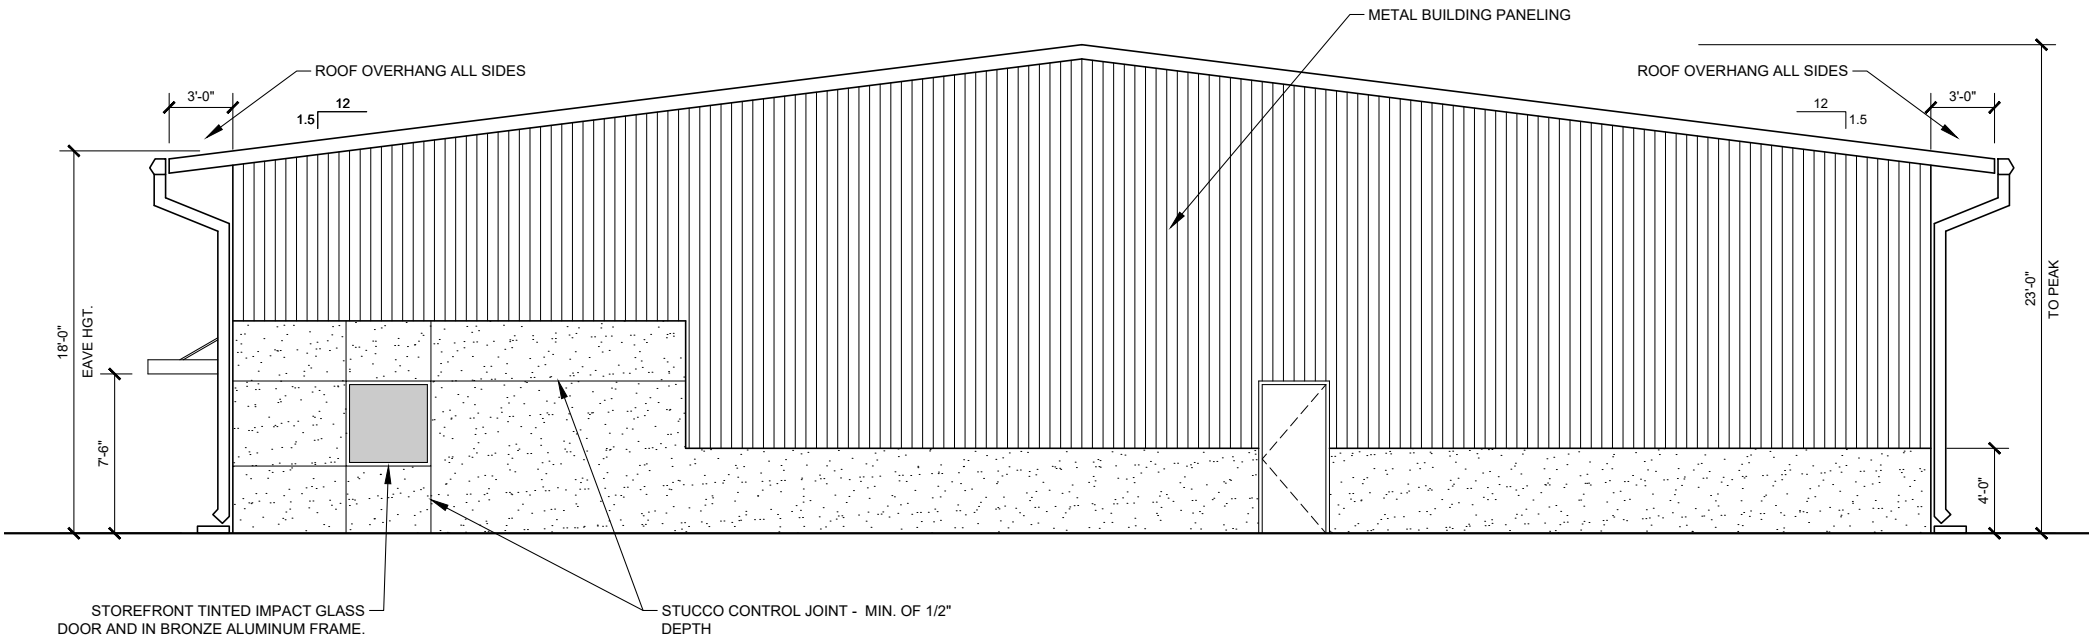 METAL BUILDING PANELING
ROOF OVERHANG ALL SIDES
ROOF OVERHANG ALL SIDES
3'-0"
12
1.5
12
1.5
3'-0"
18'-0"
EAVE HGT.
7'-6"
23'-0"
TO PEAK
4'-0"
STOREFRONT TINTED IMPACT GLASS
DOOR AND IN BRONZE ALUMINUM FRAME.
STUCCO CONTROL JOINT - MIN. OF 1/2"
DEPTH